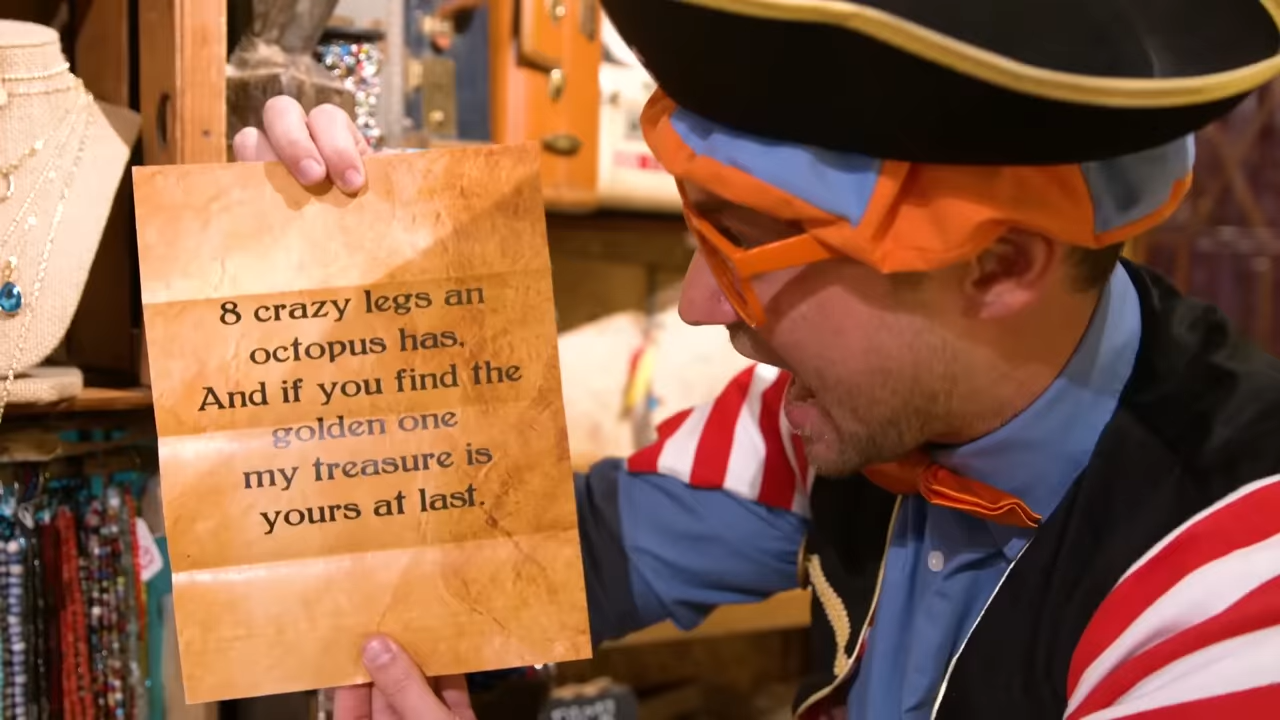 8 crazy legs an
octopus has,
And if you find the
golden one
my treasure is
yours at last.